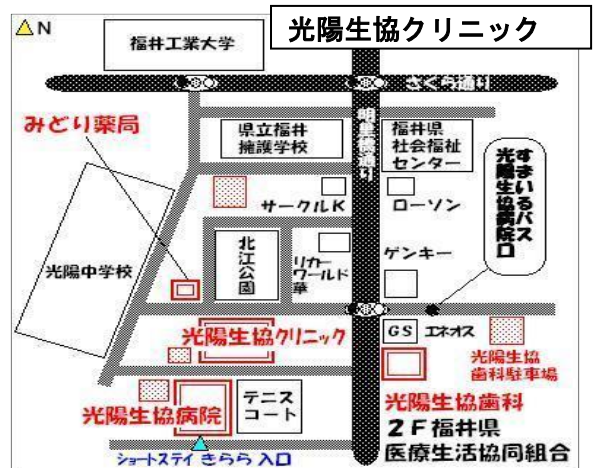 光陽生協クリニック
N
福井工業大学
さくら通り
みどり薬局
県立福井
擁護学校
明里橋通り
福井県
社会福祉
センター
すまいるバス
光陽生協病院口
サークルK
ローソン
光陽中学校
北江公園
リカー
ワールド
華
ゲンキー
光陽生協クリニック
GS
エネオス
光陽生協
歯科駐車場
光陽生協病院
テニス
コート
光陽生協歯科
2F福井県
医療生活協同組合
ショートステイ きらら 入口